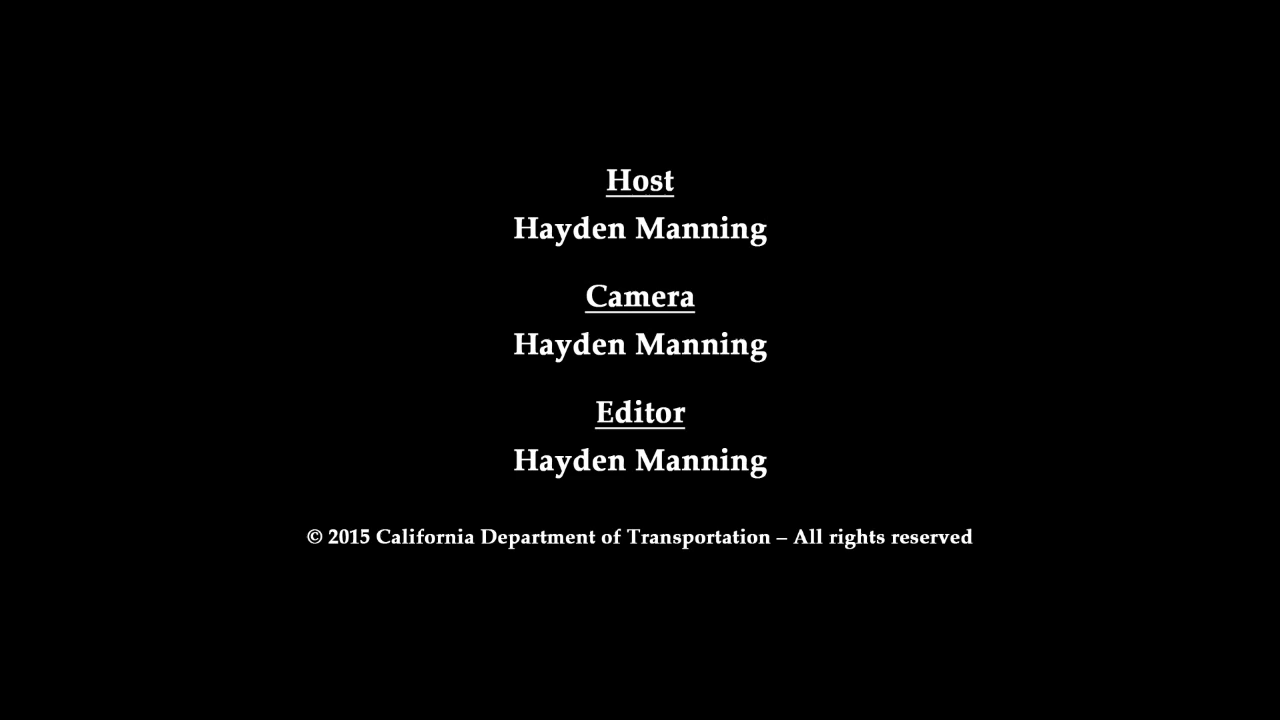 Host
Hayden Manning
Camera
Hayden Manning
Editor
Hayden Manning
© 2015 California Department of Transportation – All rights reserved